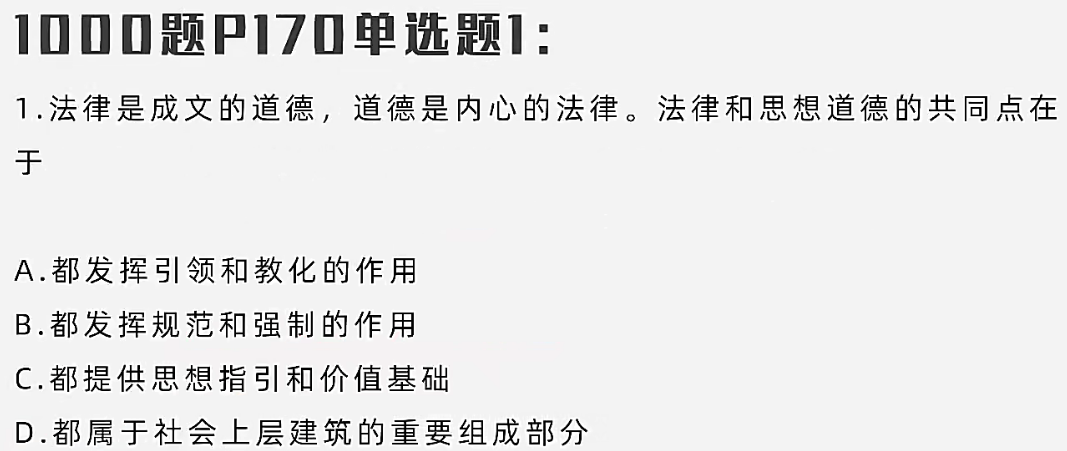 1000题P170单选题1：
1.法律是成文的道德，道德是内心的法律。法律和思想道德的共同点在
于
A.都发挥引领和教化的作用
B.都发挥规范和强制的作用
C.都提供思想指引和价值基础
D.都属于社会上层建筑的重要组成部分